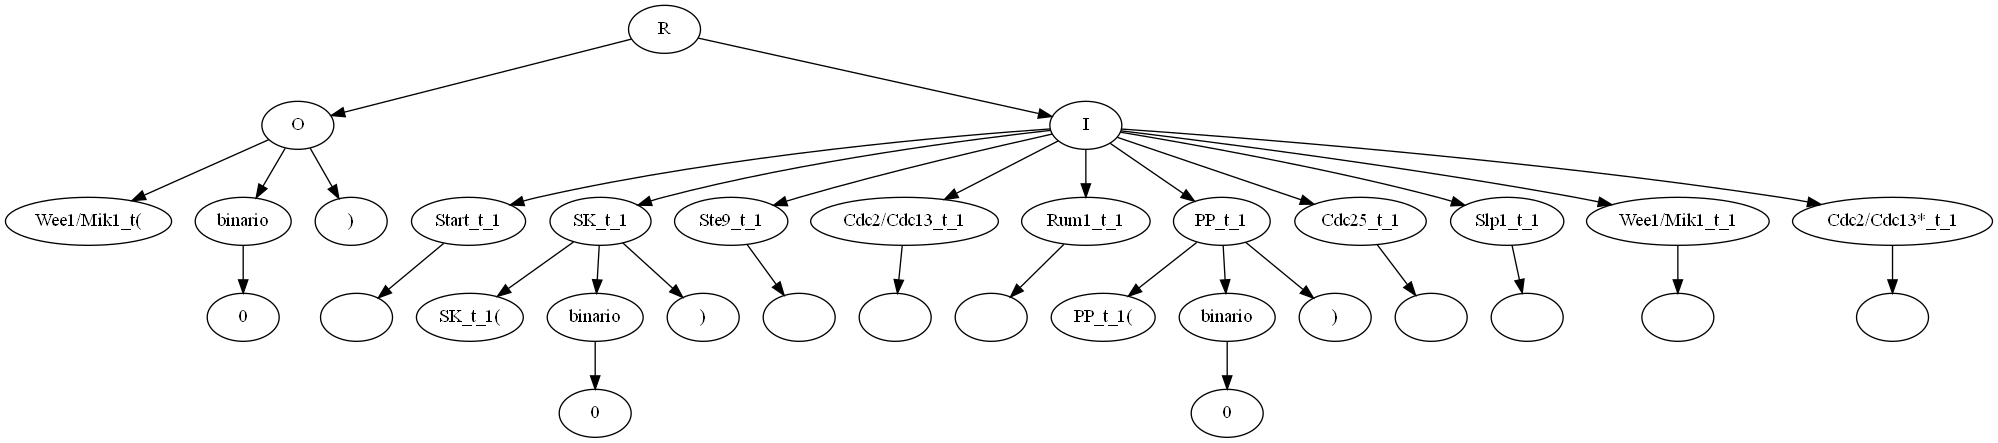 R
O
I
Wee1/Mik1_t(
binario
)
Start_t_1
SK_t_1
Ste9_t_1
Cdc2/Cdc13_t_1
Rum1_t_1
PP_t_1
Cdc25_t_1
Slp1_t_1
Wee1/Mik1_t_1
Cdc2/Cdc13*_t_1
0
SK_t_1(
binario
)
PP_t_1(
binario
)
0
0